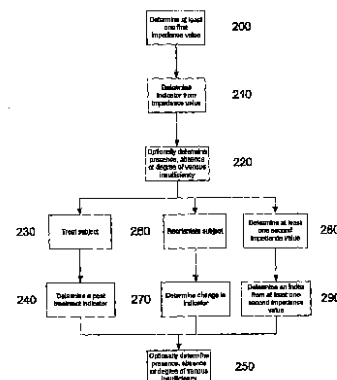 Determine at least
one first
impedance value
200
Determine
indicator from
impedance value
210
Optionally determine
presence, absence
or degree of venous
insufficiency
220
230
Treat subject
260
Reorientate subject
Determine at least
one second
impedance value
280
240
Determine a post
treatment indicator
270
Determine change in
indicator
Determine an indica
from at least one
second impedance
value
290
Optionally determine
presence, absence
or degree of venous
insufficiency
250